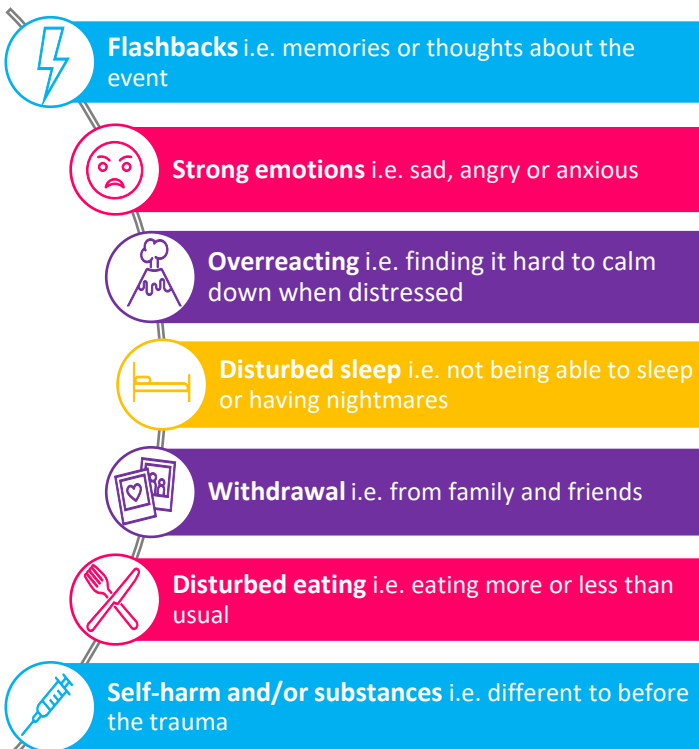 Flashbacks i.e. memories or thoughts about the
event
Strong emotions i.e. sad, angry or anxious
Overreacting i.e. finding it hard to calm
down when distressed
Disturbed sleep i.e. not being able to sleep
or having nightmares
Withdrawal i.e. from family and friends
Disturbed eating i.e. eating more or less than
usual
Self-harm and/or substances i.e. different to before
the trauma